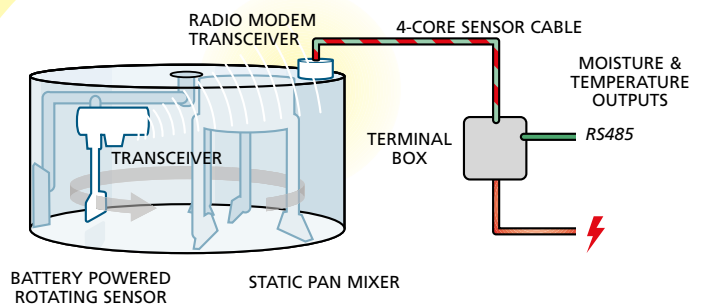 RADIO MODEM
TRANSCEIVER
4-CORE SENSOR CABLE
MOISTURE &
TEMPERATURE
OUTPUTS
RS485
TERMINAL
BOX
TRANSCEIVER
BATTERY POWERED
ROTATING SENSOR
STATIC PAN MIXER